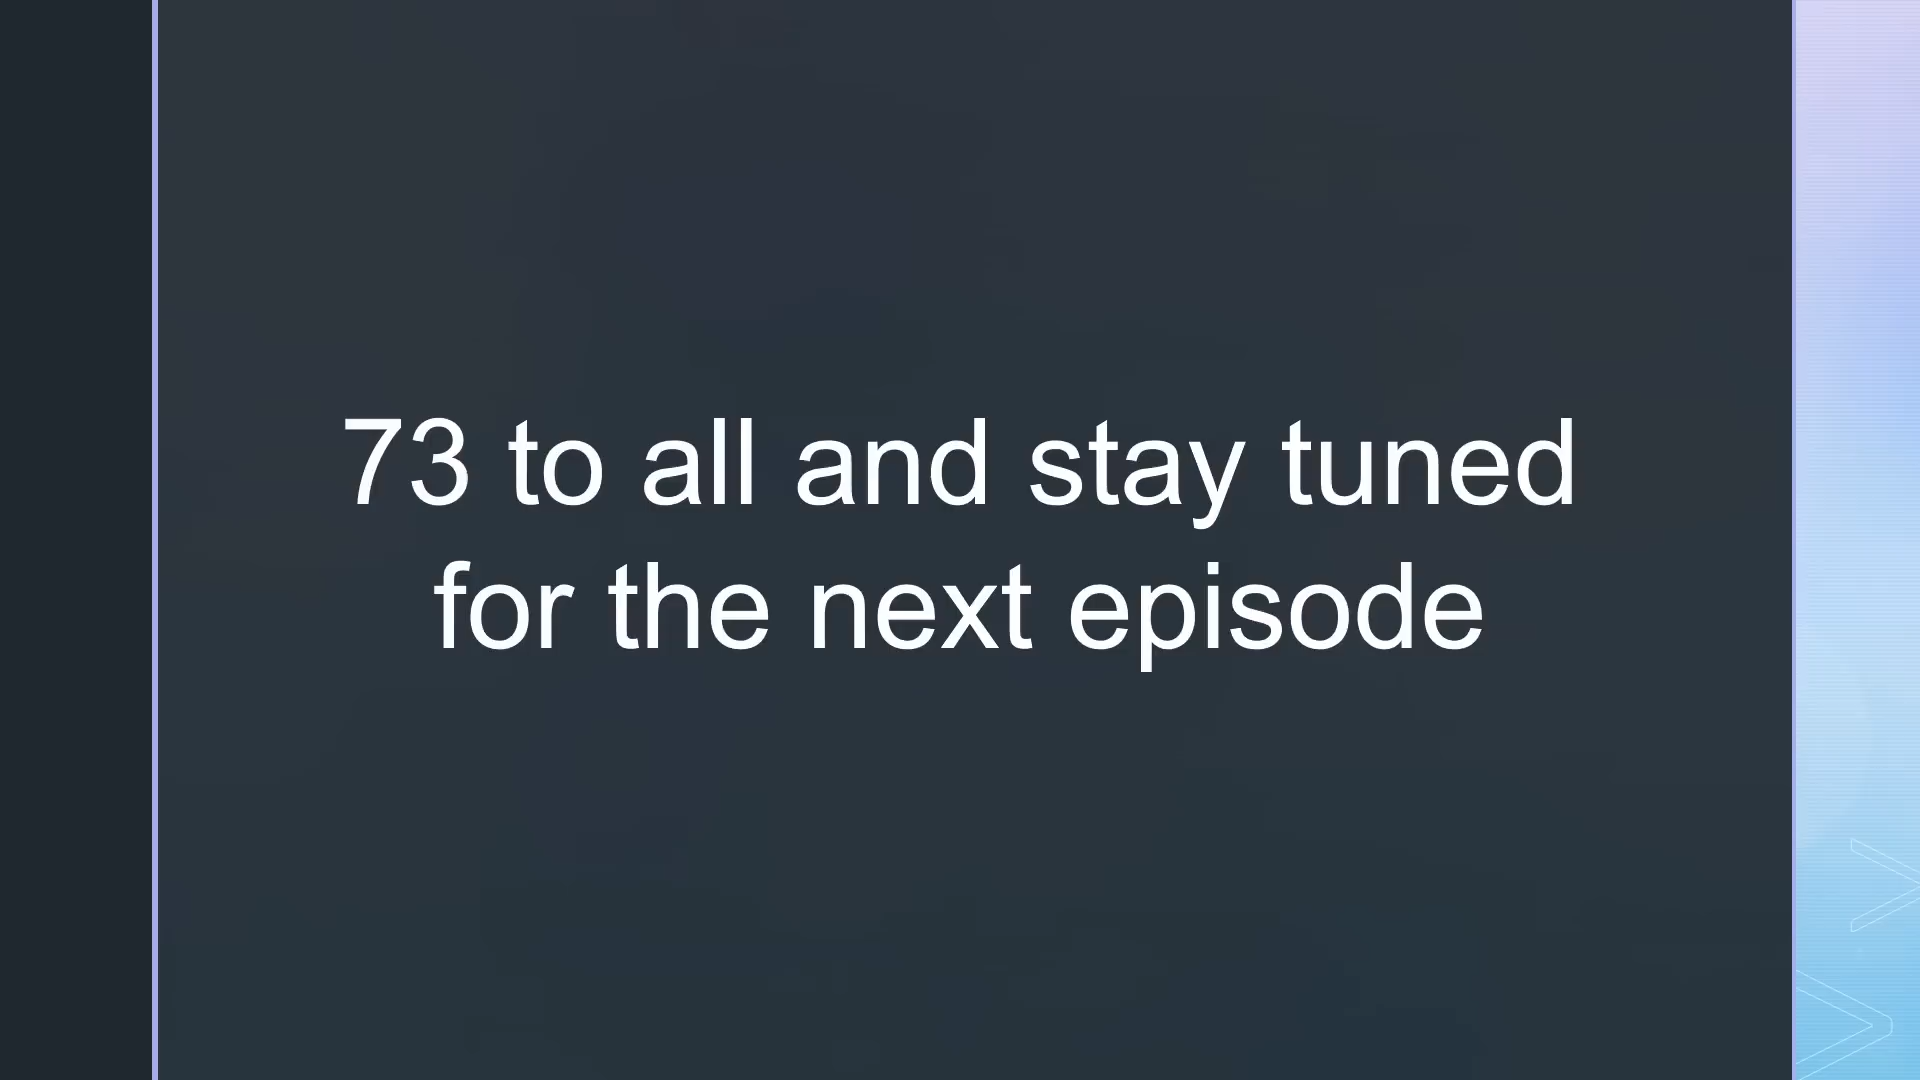 73 to all and stay tuned
for the next episode